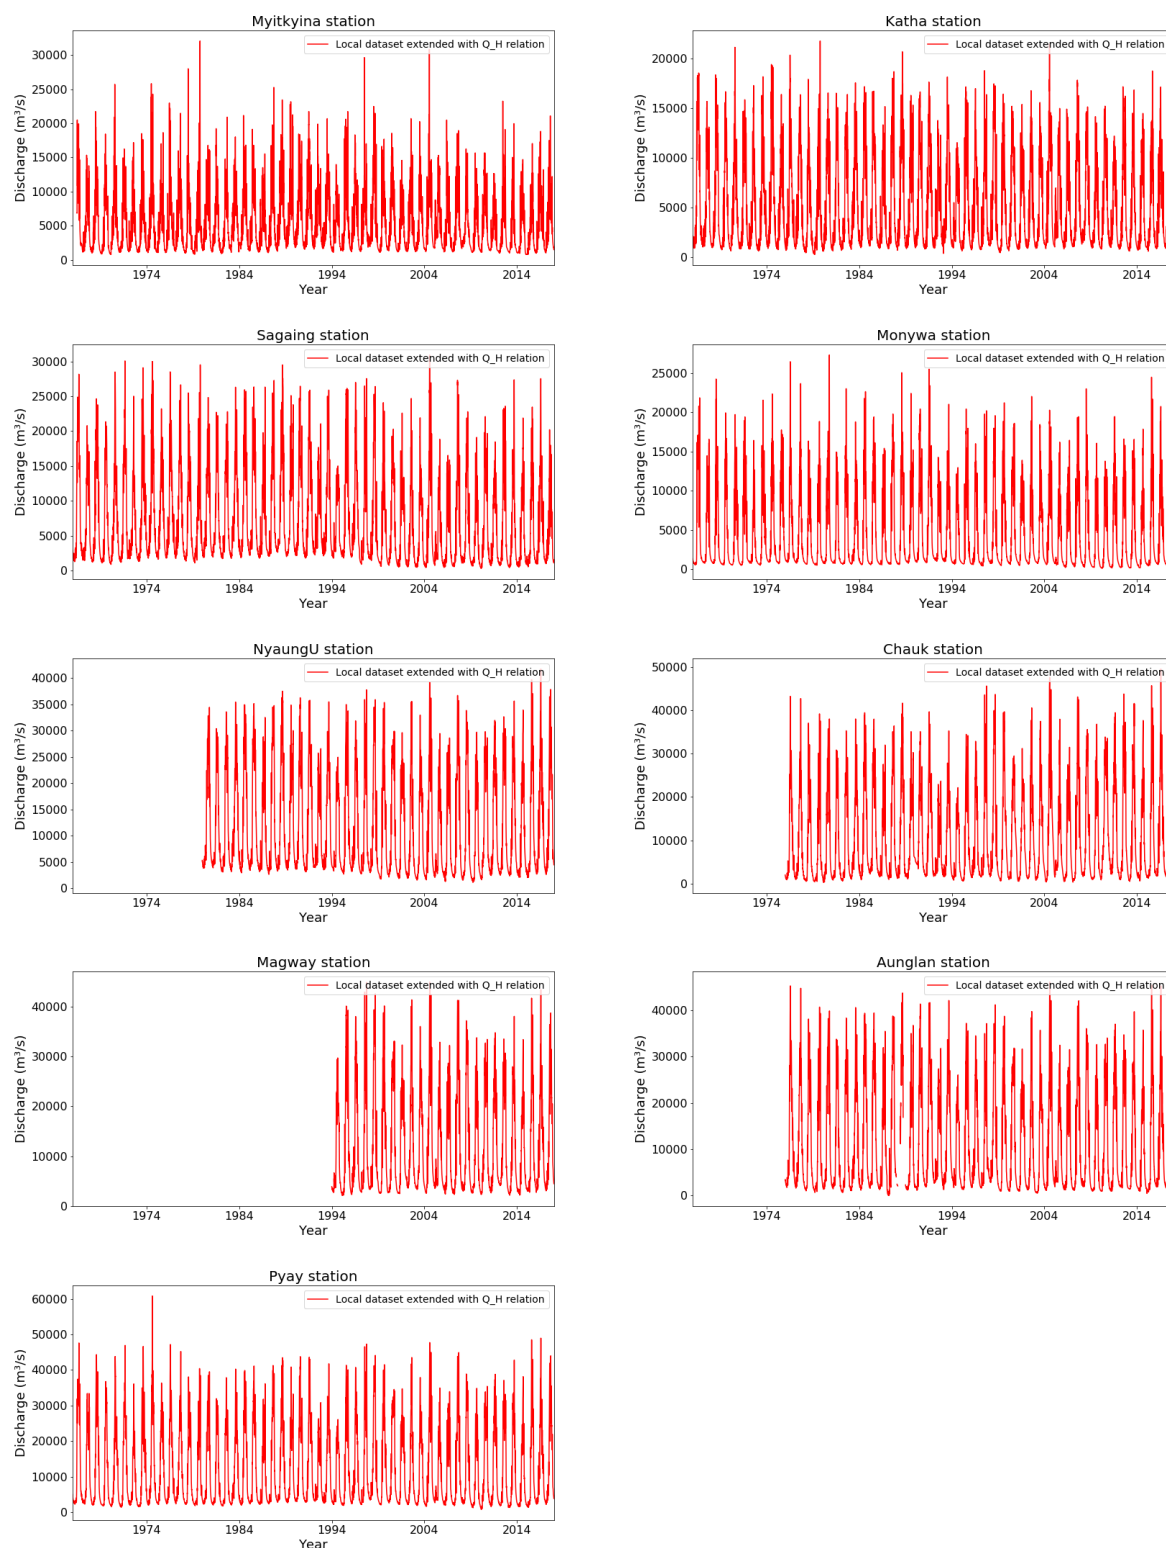 Myitkyina station
Local dataset extended with Q_H relation
Discharge (m³/s)
30000
25000
20000
15000
10000
5000
0
1974 1984 1994 2004 2014
Year
Katha station
Local dataset extended with Q_H relation
Discharge (m³/s)
20000
15000
10000
5000
0
1974 1984 1994 2004 2014
Year
Sagaing station
Local dataset extended with Q_H relation
Discharge (m³/s)
30000
25000
20000
15000
10000
5000
0
1974 1984 1994 2004 2014
Year
Monywa station
Local dataset extended with Q_H relation
Discharge (m³/s)
25000
20000
15000
10000
5000
0
1974 1984 1994 2004 2014
Year
NyaungU station
Local dataset extended with Q_H relation
Discharge (m³/s)
40000
35000
30000
25000
20000
15000
10000
5000
0
1974 1984 1994 2004 2014
Year
Chauk station
Local dataset extended with Q_H relation
Discharge (m³/s)
50000
40000
30000
20000
10000
0
1974 1984 1994 2004 2014
Year
Magway station
Local dataset extended with Q_H relation
Discharge (m³/s)
40000
30000
20000
10000
0
1974 1984 1994 2004 2014
Year
Aunglan station
Local dataset extended with Q_H relation
Discharge (m³/s)
40000
30000
20000
10000
0
1974 1984 1994 2004 2014
Year
Pyay station
Local dataset extended with Q_H relation
Discharge (m³/s)
60000
50000
40000
30000
20000
10000
0
1974 1984 1994 2004 2014
Year